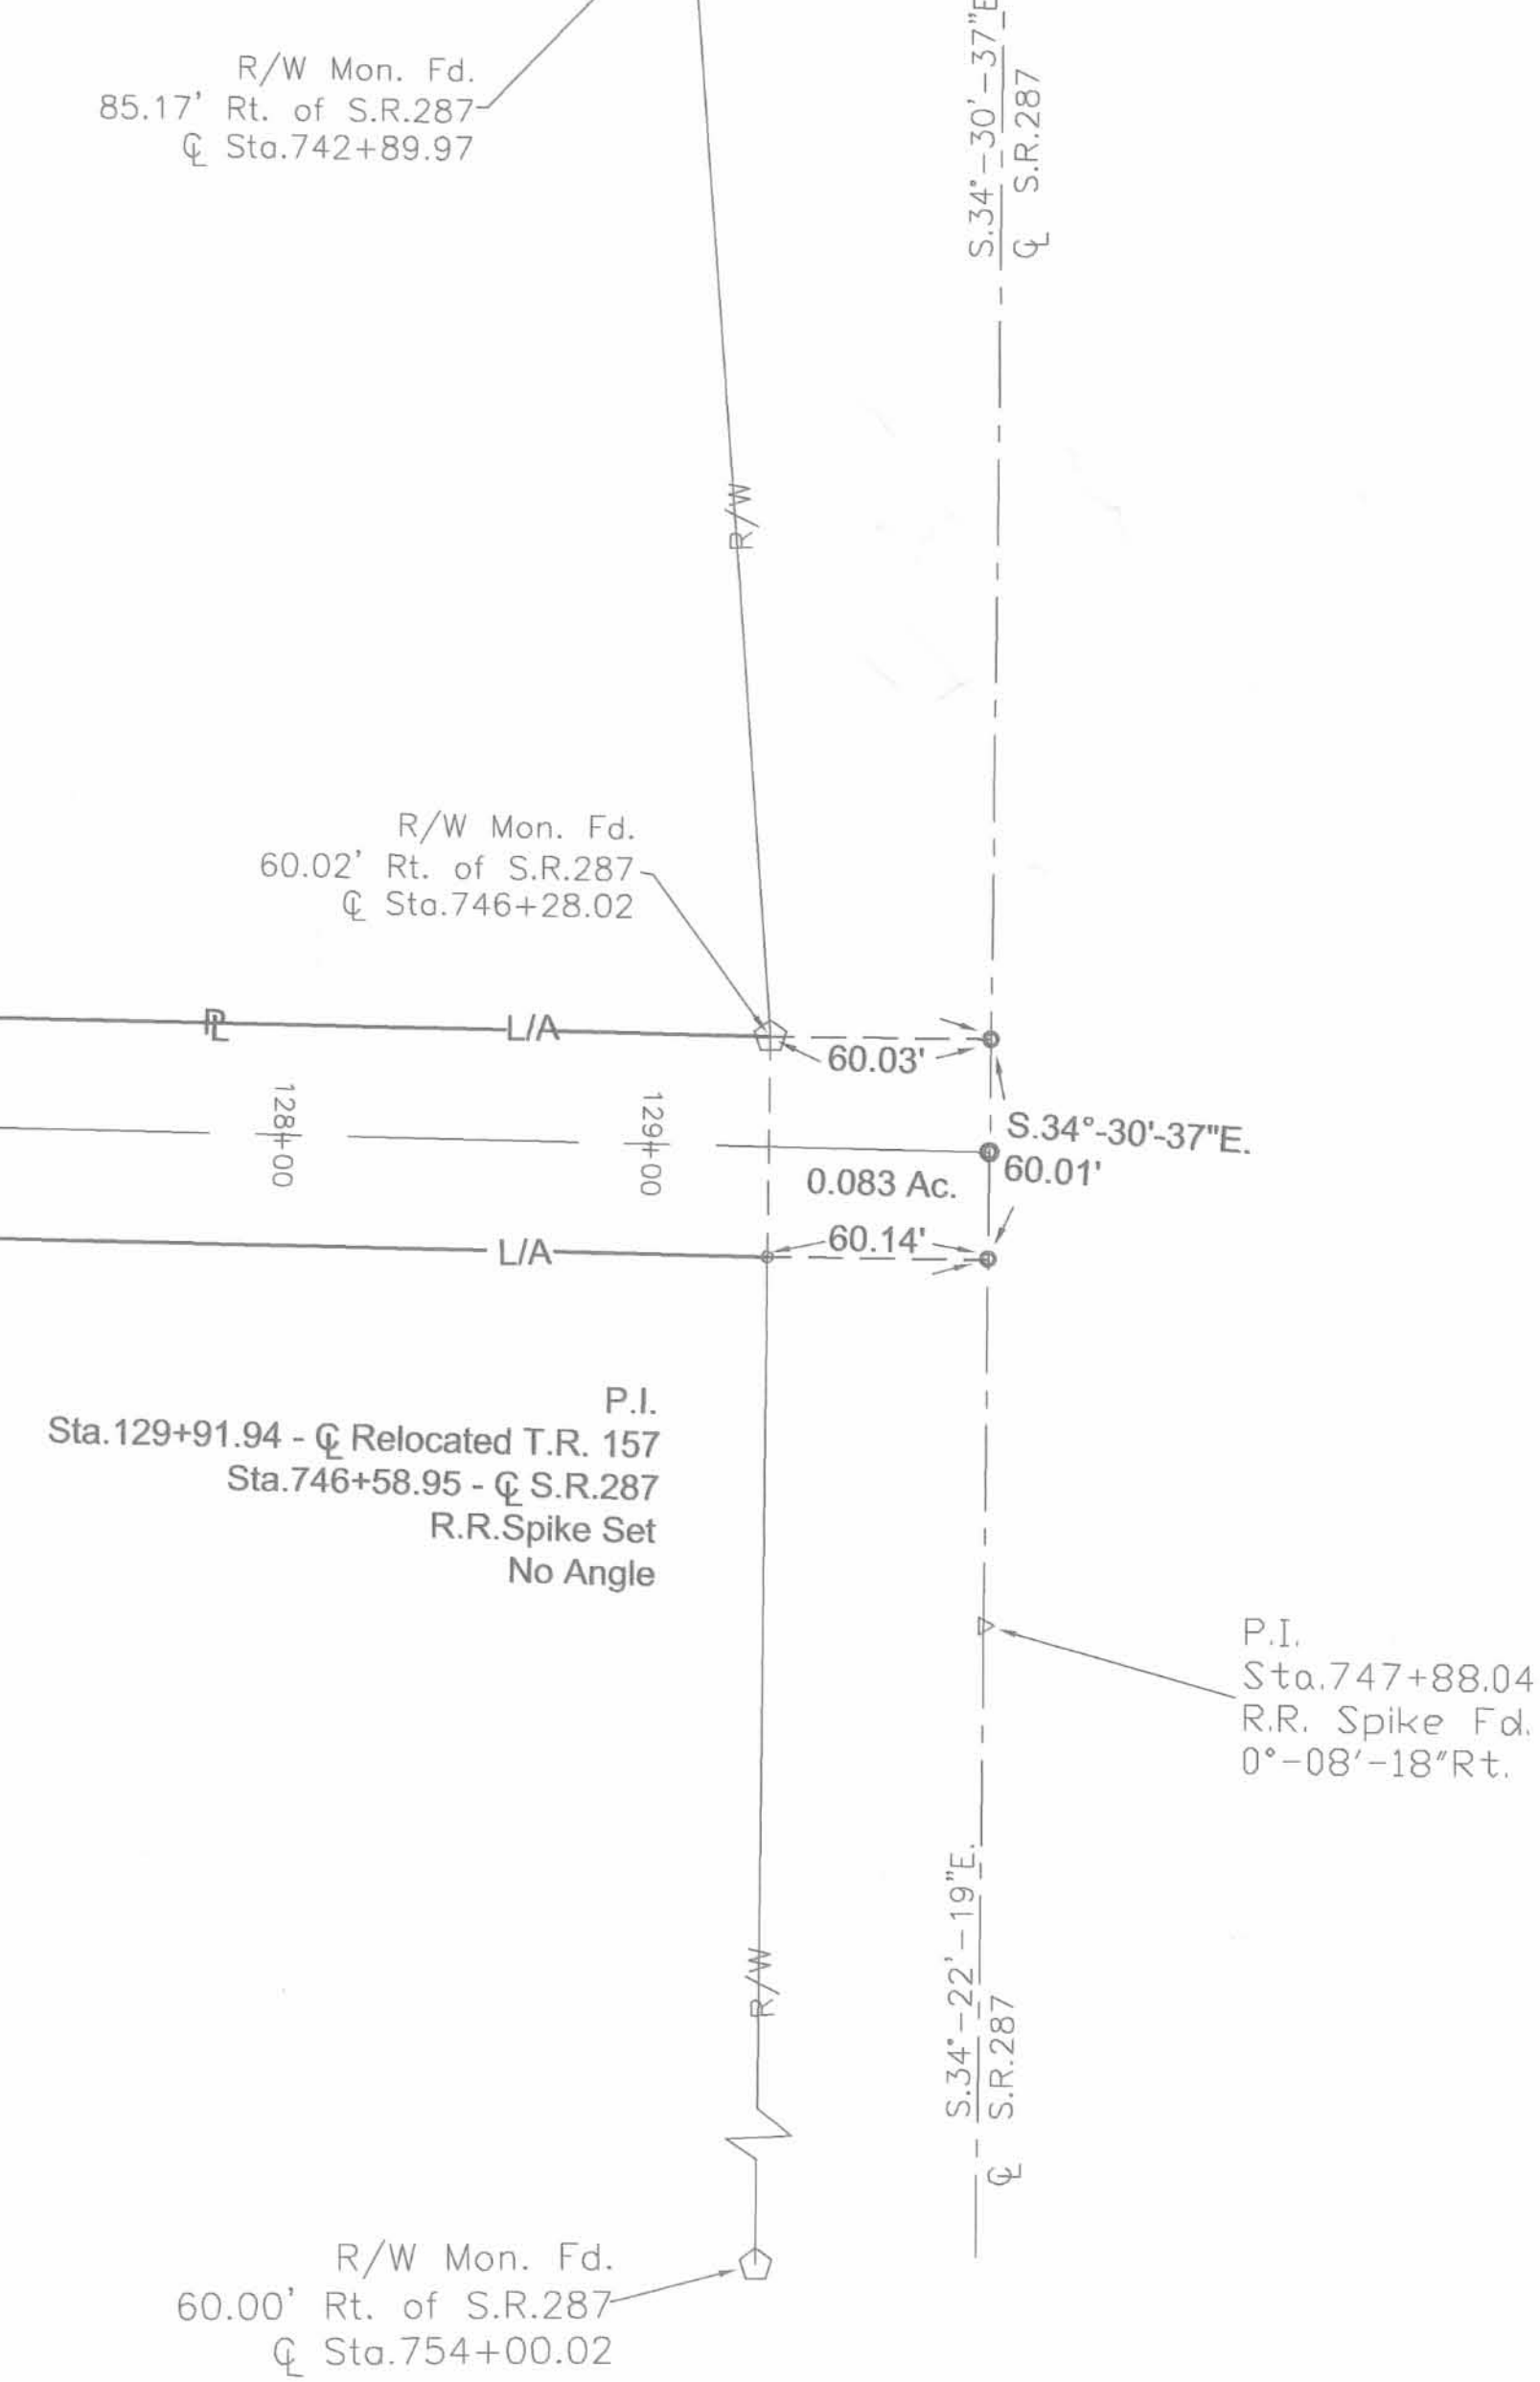 S.34°-30'-37"E
℄ S.R.287
R/W Mon. Fd.
85.17' Rt. of S.R.287
℄ Sta.742+89.97
R/W
R/W Mon. Fd.
60.02' Rt. of S.R.287
℄ Sta.746+28.02
PL
L/A
60.03'
128+00
129+00
S.34°-30'-37"E.
60.01'
0.083 Ac.
60.14'
L/A
P.I.
Sta.129+91.94 - ℄ Relocated T.R. 157
Sta.746+58.95 - ℄ S.R.287
R.R.Spike Set
No Angle
P.I.
Sta.747+88.04
R.R. Spike Fd.
0°-08'-18"Rt.
S.34°-22'-19"E.
℄ S.R.287
R/W
R/W Mon. Fd.
60.00' Rt. of S.R.287
℄ Sta.754+00.02